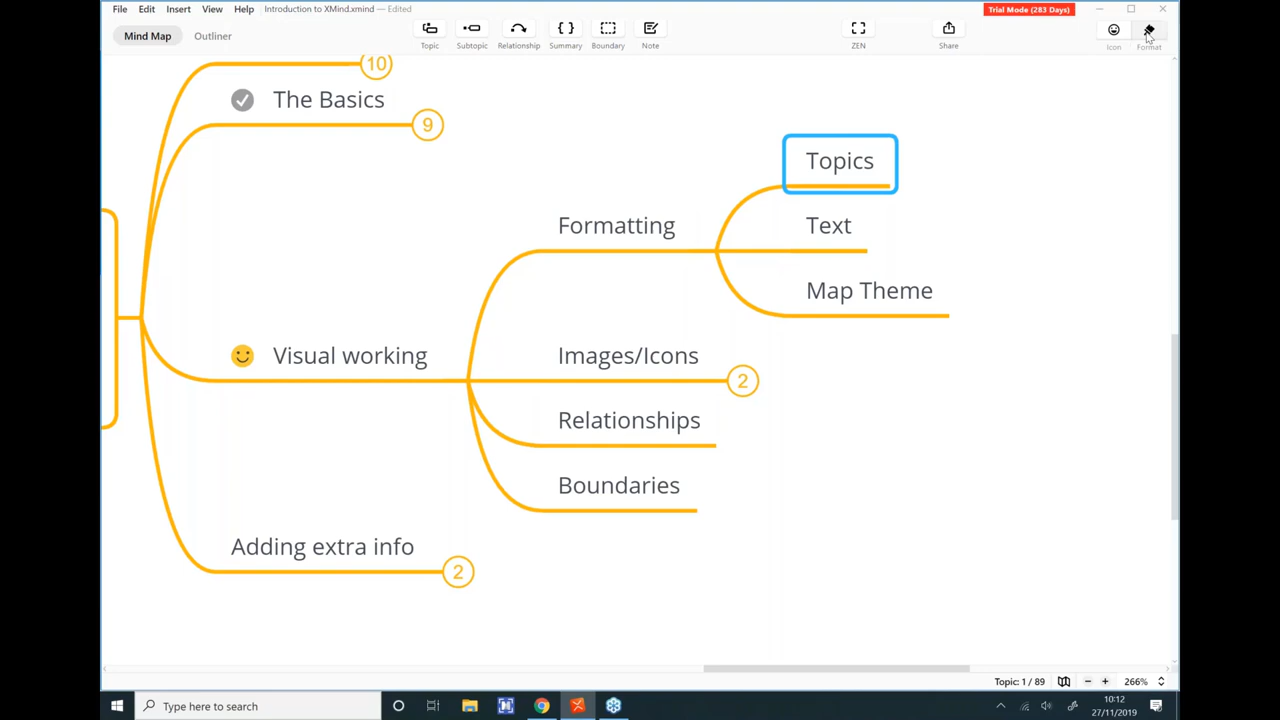 File Edit Insert View Help Introduction to XMind.xmind — Edited Trial Mode (283 Days)
Mind Map Outliner
Topic Subtopic Relationship Summary Boundary Note ZEN Share Icon Format
10
The Basics
9
Topics
Formatting
Text
Map Theme
Visual working
Images/Icons
2
Relationships
Boundaries
Adding extra info
2
Topic: 1 / 89 266%
Type here to search
10:12
27/11/2019